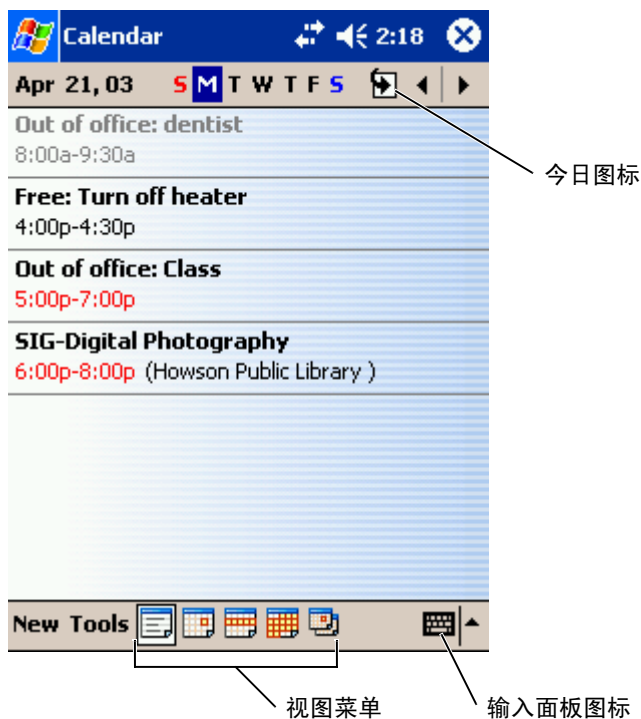 Calendar 2:18
Apr 21, 03 S M T W T F S
Out of office: dentist
8:00a-9:30a
今日图标
Free: Turn off heater
4:00p-4:30p
Out of office: Class
5:00p-7:00p
SIG-Digital Photography
6:00p-8:00p (Howson Public Library )
New Tools
视图菜单
输入面板图标